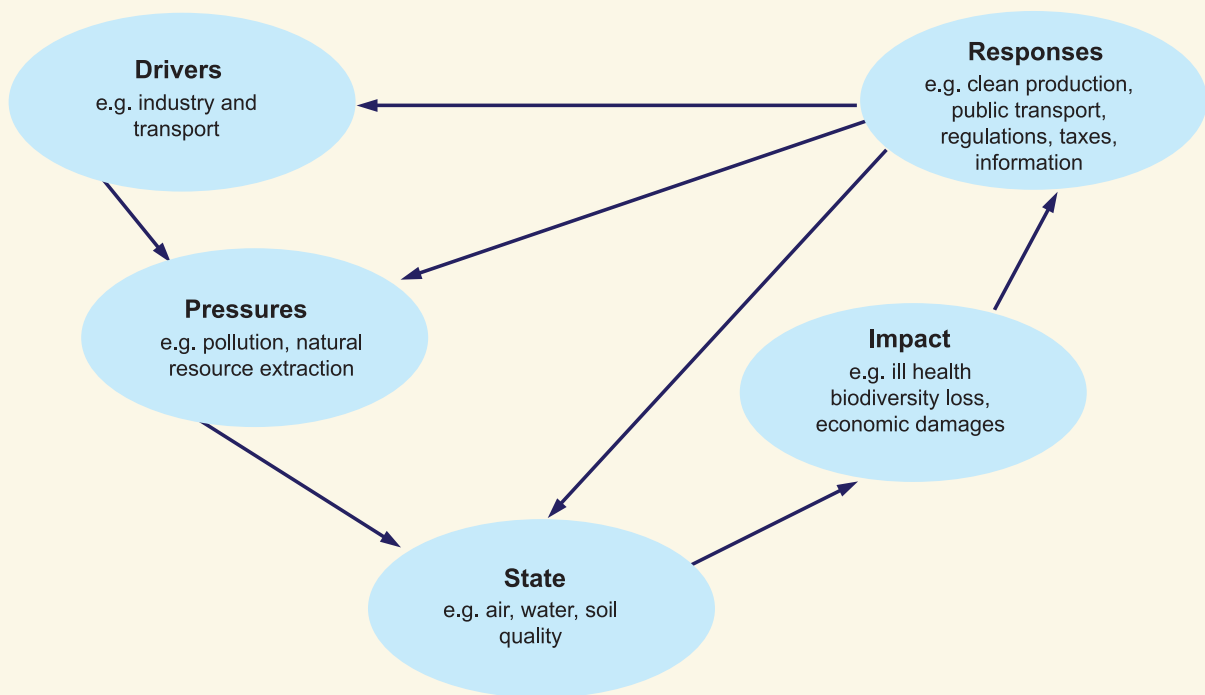 Drivers
e.g. industry and
transport
Responses
e.g. clean production,
public transport,
regulations, taxes,
information
Pressures
e.g. pollution, natural
resource extraction
Impact
e.g. ill health
biodiversity loss,
economic damages
State
e.g. air, water, soil
quality